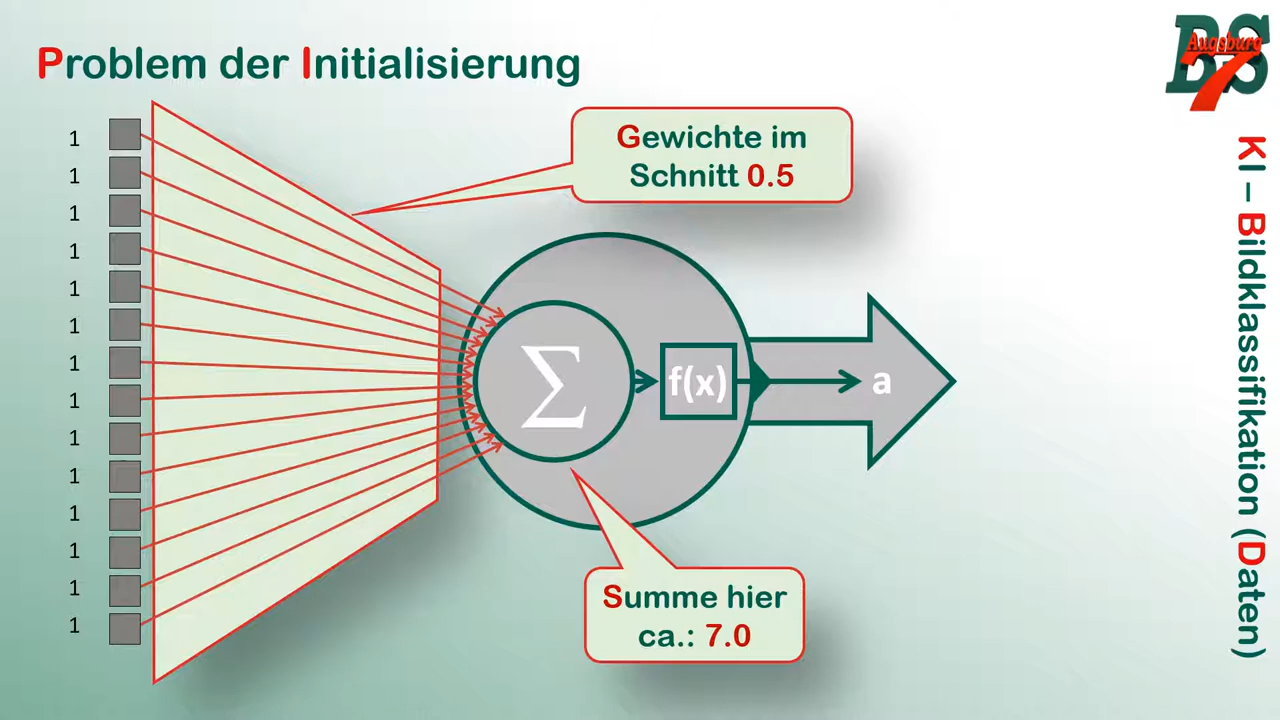 Problem der Initialisierung
BS
Augsburg
7
KI – Bildklassifikation (Daten)
Gewichte im
Schnitt 0.5
1
1
1
1
1
1
1
1
1
1
1
1
1
1
∑
f(x)
a
Summe hier
ca.: 7.0